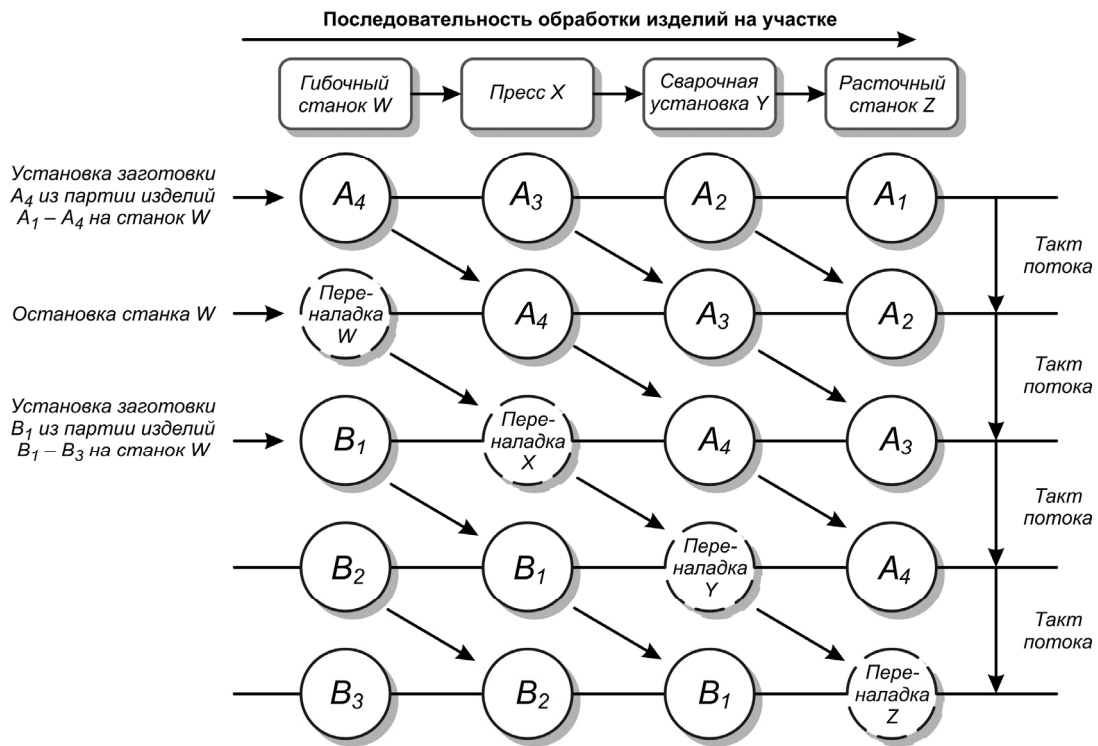 Последовательность обработки изделий на участке
Гибочный
станок W
Пресс X
Сварочная
установка Y
Расточный
станок Z
Установка заготовки
A4 из партии изделий
A1 – A4 на станок W
A4
A3
A2
A1
Такт
потока
Остановка станка W
Пере-
наладка
W
A4
A3
A2
Такт
потока
Установка заготовки
B1 из партии изделий
B1 – B3 на станок W
B1
Пере-
наладка
X
A4
A3
Такт
потока
B2
B1
Пере-
наладка
Y
A4
Такт
потока
B3
B2
B1
Пере-
наладка
Z